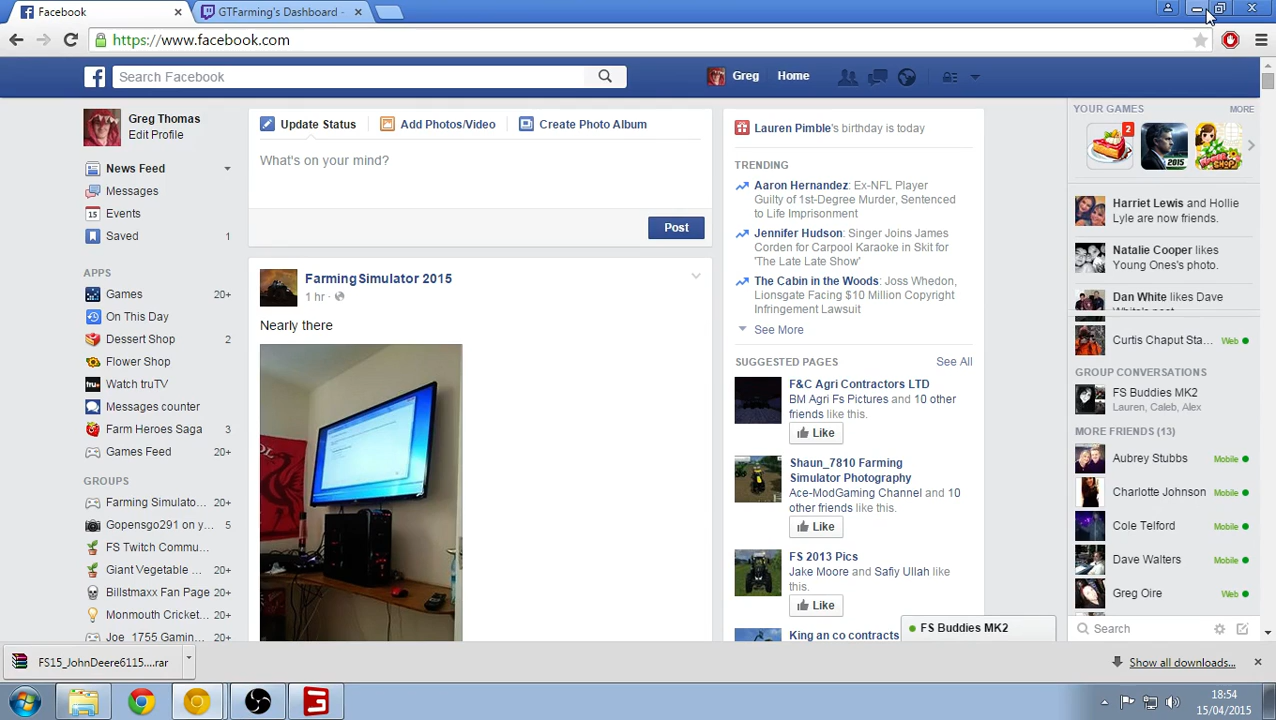 Facebook
GTFarming's Dashboard -
https://www.facebook.com
Search Facebook
Greg
Home
Greg Thomas
Edit Profile
News Feed
Messages
Events
Saved 1
APPS
Games 20+
On This Day
Dessert Shop 2
Flower Shop
Watch truTV
Messages counter
Farm Heroes Saga 3
Games Feed 20+
GROUPS
Farming Simulato... 20+
Gopensgo291 on y... 5
FS Twitch Commu...
Giant Vegetable ... 20+
Billstmaxx Fan Page
Monmouth Cricket...
Joe_1755 Gamin...
Update Status
Add Photos/Video
Create Photo Album
What's on your mind?
Post
FarmingSimulator 2015
1 hr ·
Nearly there
Lauren Pimble's birthday is today
TRENDING
Aaron Hernandez: Ex-NFL Player
Guilty of 1st-Degree Murder, Sentenced
to Life Imprisonment
Jennifer Hudson: Singer Joins James
Corden for Carpool Karaoke in Skit for
'The Late Late Show'
The Cabin in the Woods: Joss Whedon,
Lionsgate Facing $10 Million Copyright
Infringement Lawsuit
See More
SUGGESTED PAGES
See All
F&C Agri Contractors LTD
BM Agri Fs Pictures and 10 other
friends like this.
Like
Shaun_7810 Farming
Simulator Photography
Ace-ModGaming Channel and 10
other friends like this.
Like
FS 2013 Pics
Jake Moore and Safiy Ullah like
this.
Like
King an co contracts
YOUR GAMES
MORE
2
2015
Harriet Lewis and Hollie
Lyle are now friends.
Natalie Cooper likes
Young Ones's photo.
Dan White likes Dave
Curtis Chaput Sta... Web
GROUP CONVERSATIONS
FS Buddies MK2
Lauren, Caleb, Alex
MORE FRIENDS (13)
Aubrey Stubbs Mobile
Charlotte Johnson Mobile
Cole Telford Mobile
Dave Walters Mobile
Greg Oire Web
Search
FS Buddies MK2
FS15_JohnDeere6115....rar
Show all downloads...
18:54
15/04/2015